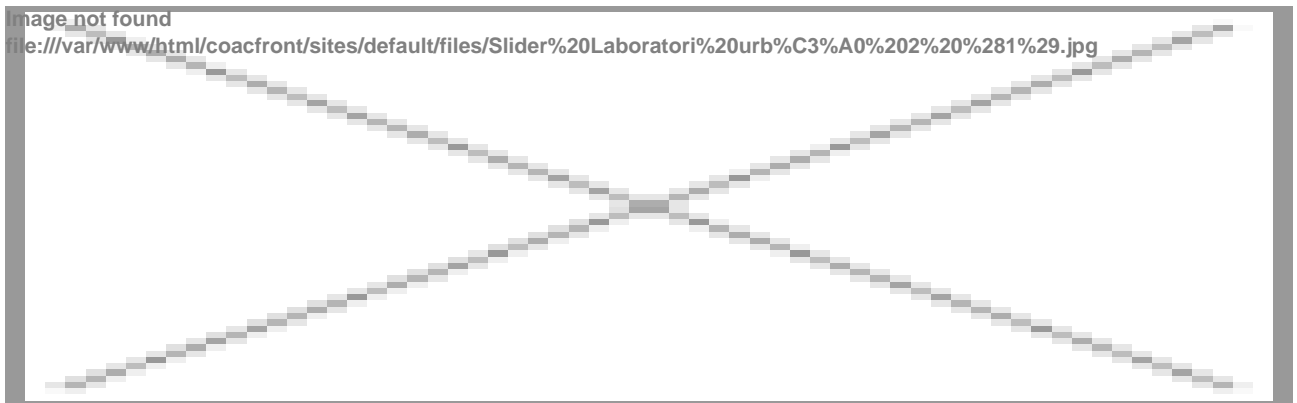 Image not found
file:///var/www/html/coacfront/sites/default/files/Slider%20Laboratori%20urb%C3%A0%202%20%281%29.jpg